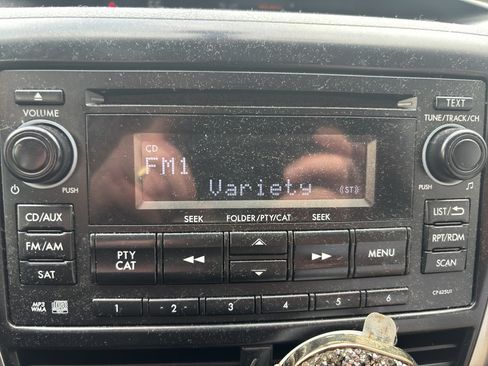 TEXT
VOLUME
TUNE/TRACK/CH
CD
FM1
Variety ((ST))
PUSH
PUSH
CD/AUX
SEEK FOLDER/PTY/CAT SEEK
LIST/
FM/AM
PTY
CAT
MENU
RPT/RDM
SAT
SCAN
MP3
WMA
1 -2- 3 4 -5- 6
CF625U1